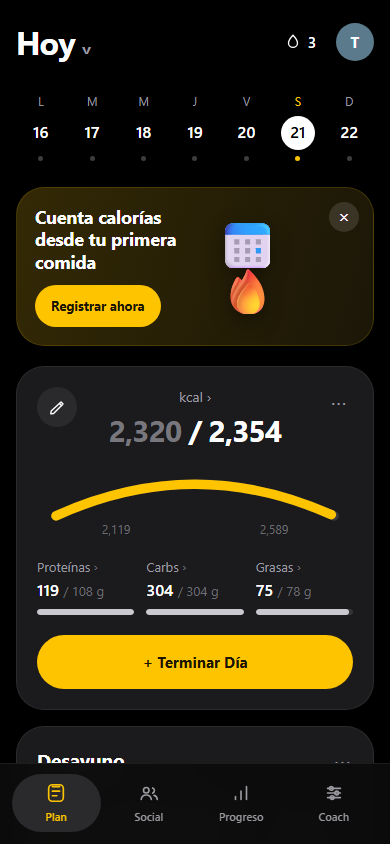 Hoy v
3
T
L M M J V S D
16 17 18 19 20 21 22
Cuenta calorías
desde tu primera
comida
Registrar ahora
kcal ›
2,320 / 2,354
2,119 2,589
Proteínas › Carbs › Grasas ›
119 / 108 g 304 / 304 g 75 / 78 g
+ Terminar Día
Desayuno
Plan Social Progreso Coach